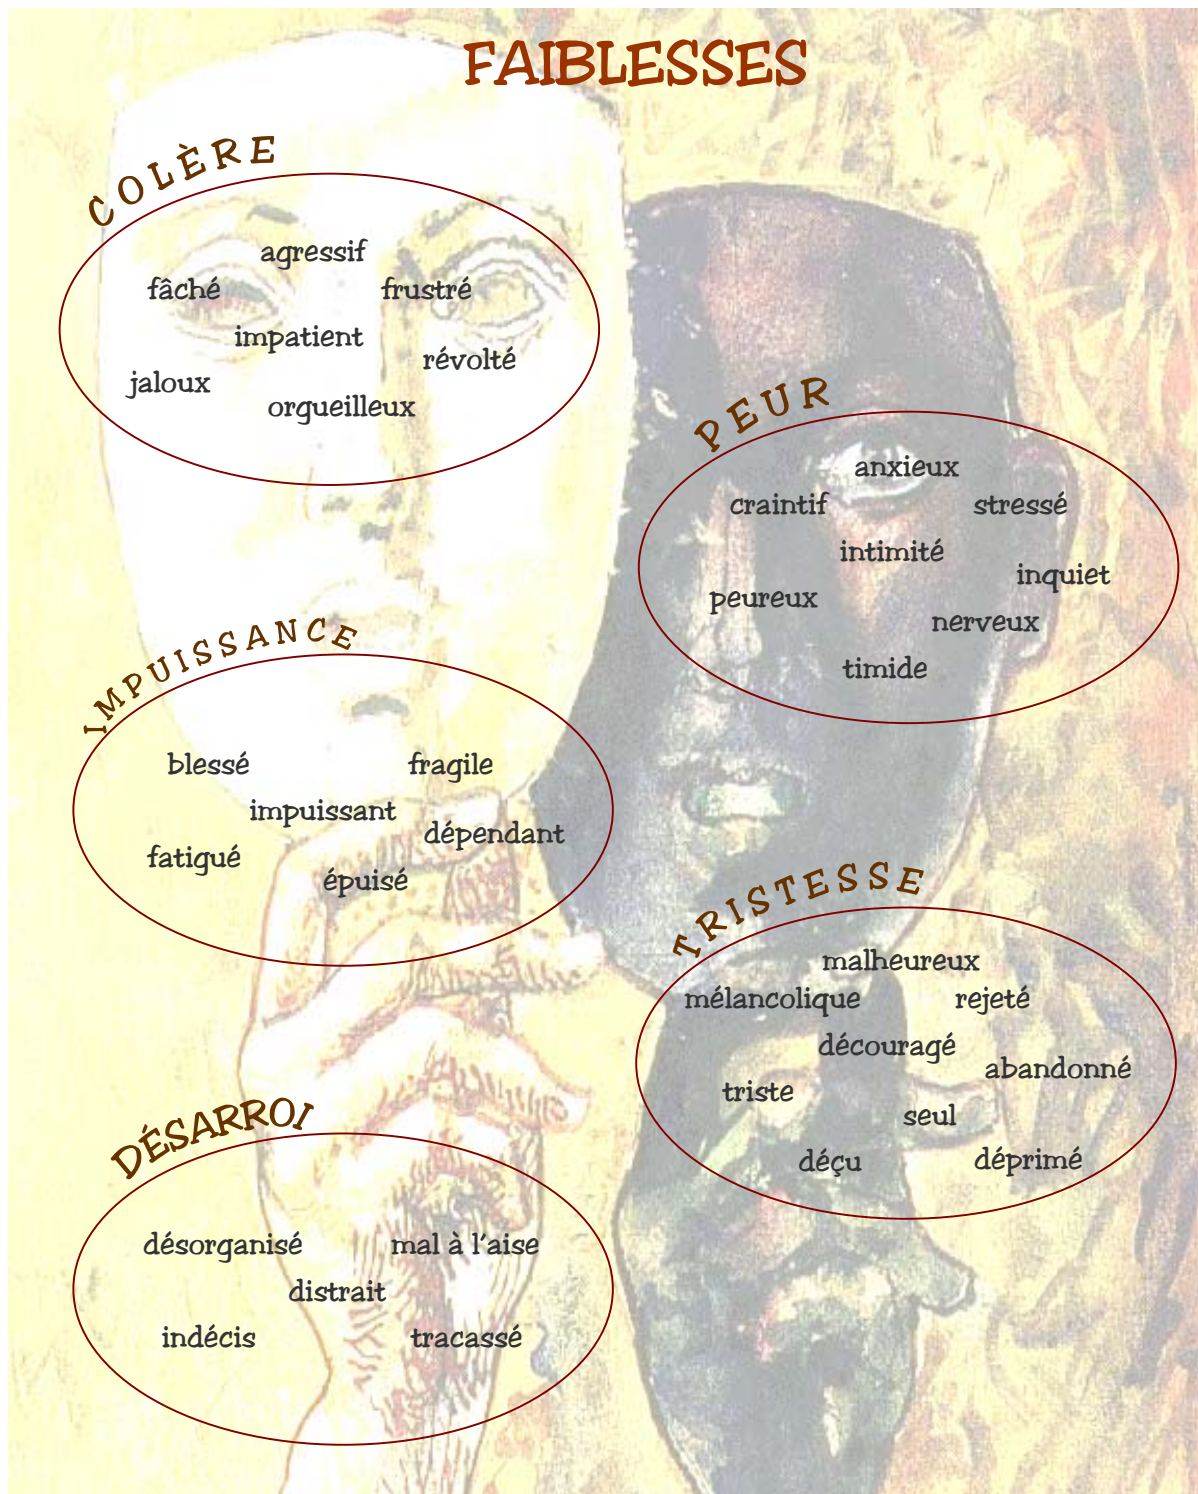 FAIBLESSES
COLÈRE
agressif
fâché frustré
impatient
révolté
jaloux
orgueilleux
PEUR
anxieux
craintif stressé
intimité
inquiet
peureux
nerveux
timide
IMPUISSANCE
blessé fragile
impuissant
dépendant
fatigué
épuisé
TRISTESSE
malheureux
mélancolique rejeté
découragé
abandonné
triste
seul
déçu déprimé
DÉSARROI
désorganisé mal à l'aise
distrait
indécis tracassé